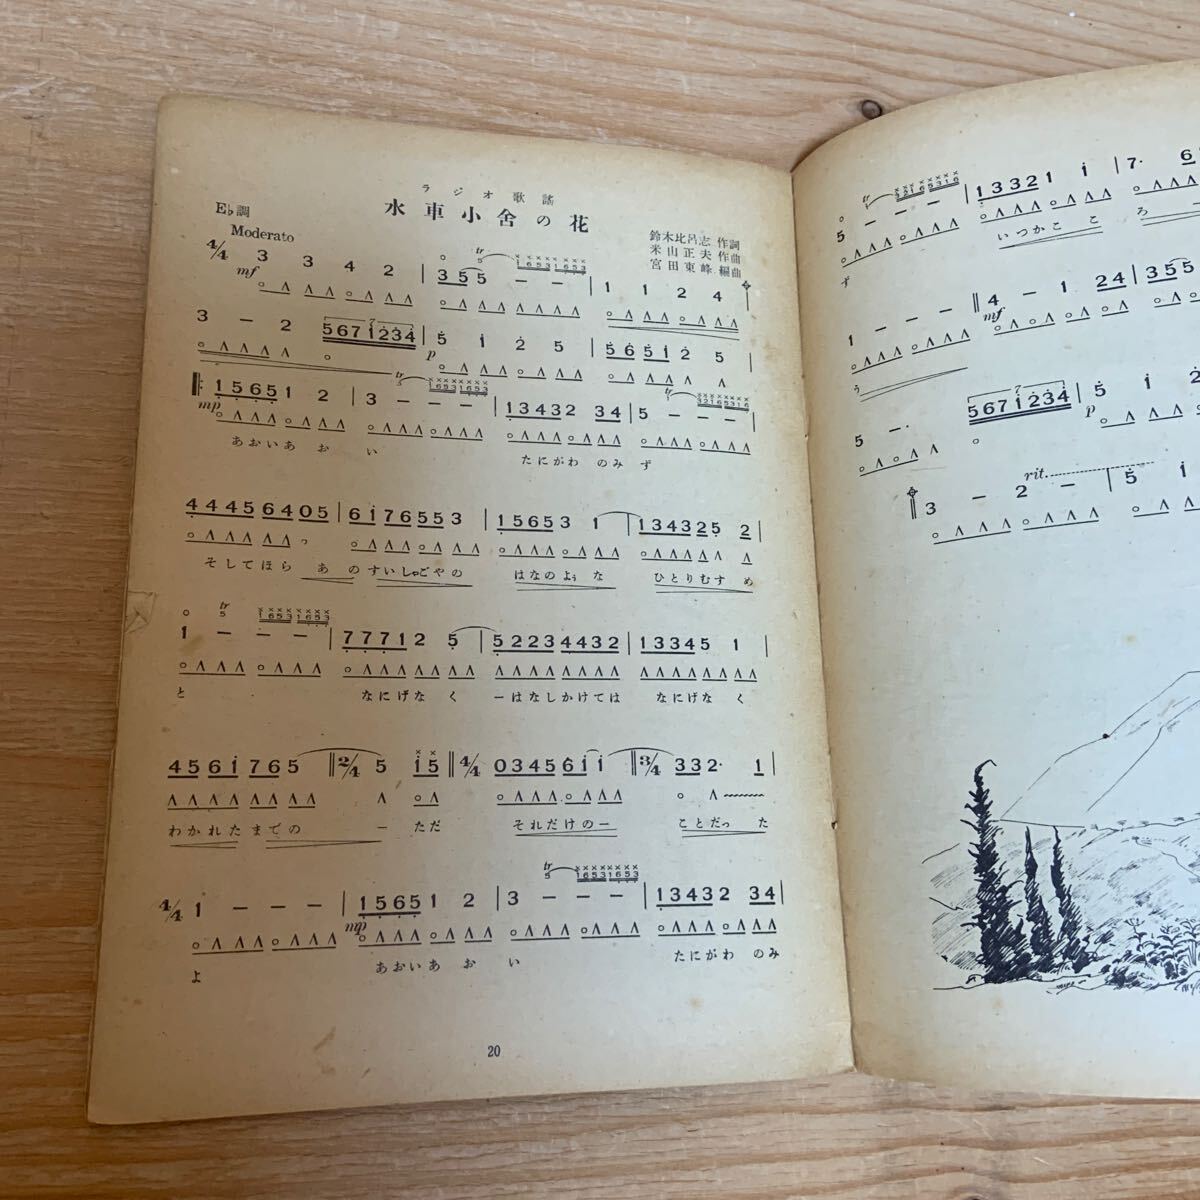 ラジオ歌謠
水車小舎の花
E♭調
Moderato
鈴木比呂志 作詞
米山正夫 作曲
宮田東峰 編曲
4/4 3 3 4 2 | 3 5 5 － － | 1 1 2 4
mf
3 － 2 5 6 7 1 2 3 4 | 5 1 2 5 | 5 6 5 1 2 5
p
1 5 6 5 1 2 | 3 － － － | 1 3 4 3 2 3 4 | 5 － － －
mp
あおいあ お い たにがわ のみ ず
4 4 4 5 6 4 0 5 | 6 1 7 6 5 5 3 | 1 5 6 5 3 1 | 1 3 4 3 2 5 2
そしてほら あ の すいしゃごやの はなのような ひとりむすめ
1 － － － | 7 7 7 1 2 5 | 5 2 2 3 4 4 3 2 | 1 3 3 4 5 1
と なにげな く ーはなしかけては なにげな く
4 5 6 1 7 6 5 2/4 5 1 5 4/4 0 3 4 5 6 1 1 3/4 3 3 2・ 1
わかれたまでの ー ただ それだけのー ことだった
4/4 1 － － － | 1 5 6 5 1 2 | 3 － － － | 1 3 4 3 2 3 4
mp
よ あおいあ お い たにがわ のみ
20
5 － － － | 1 3 3 2 1 1 1 | 7・ 6
ず いつかこ こ ろ
1 － － － 4 － 1 2 4 | 3 5 5
mf
う
5 －・ 5 6 7 1 2 3 4 | 5 1 2
p
rit.
3 － 2 － | 5 1